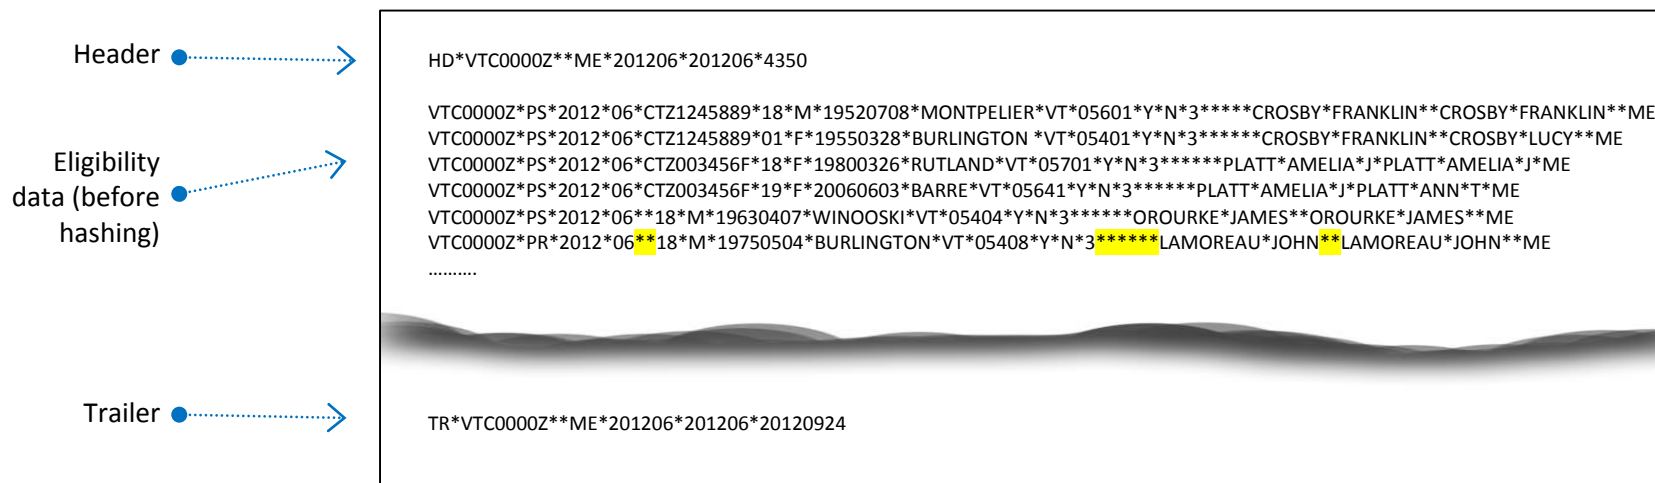 Header
HD*VTC0000Z**ME*201206*201206*4350
Eligibility
data (before
hashing)
VTC0000Z*PS*2012*06*CTZ1245889*18*M*19520708*MONTPELIER*VT*05601*Y*N*3*****CROSBY*FRANKLIN**CROSBY*FRANKLIN**ME
VTC0000Z*PS*2012*06*CTZ1245889*01*F*19550328*BURLINGTON *VT*05401*Y*N*3******CROSBY*FRANKLIN**CROSBY*LUCY**ME
VTC0000Z*PS*2012*06*CTZ003456F*18*F*19800326*RUTLAND*VT*05701*Y*N*3******PLATT*AMELIA*J*PLATT*AMELIA*J*ME
VTC0000Z*PS*2012*06*CTZ003456F*19*F*20060603*BARRE*VT*05641*Y*N*3******PLATT*AMELIA*J*PLATT*ANN*T*ME
VTC0000Z*PS*2012*06**18*M*19630407*WINOOSKI*VT*05404*Y*N*3******OROURKE*JAMES**OROURKE*JAMES**ME
VTC0000Z*PR*2012*06**18*M*19750504*BURLINGTON*VT*05408*Y*N*3******LAMOREAU*JOHN**LAMOREAU*JOHN**ME
..........
Trailer
TR*VTC0000Z**ME*201206*201206*20120924